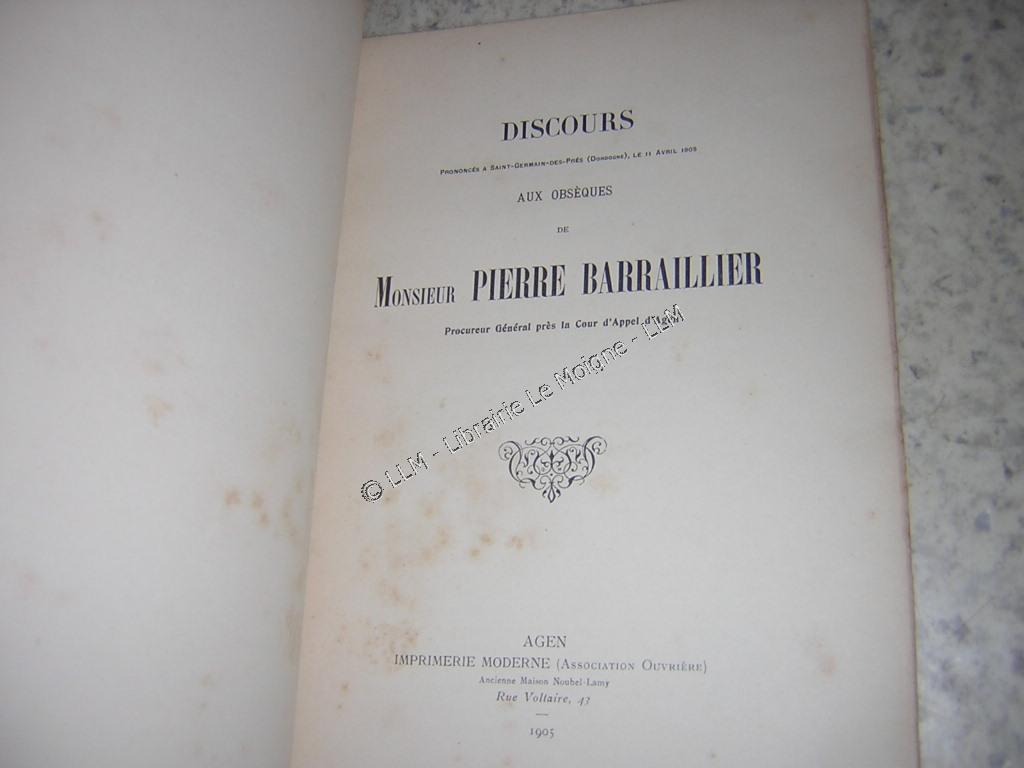 DISCOURS
PRONONCÉS A SAINT-GERMAIN-DES-PRÉS (DORDOGNE), LE 11 AVRIL 1905
AUX OBSÈQUES
DE
MONSIEUR PIERRE BARRAILLIER
Procureur Général près la Cour d'Appel d'Agen
© LLM - Librairie Le Moigne - LLM
AGEN
IMPRIMERIE MODERNE (ASSOCIATION OUVRIÈRE)
Ancienne Maison Noubel-Lamy
Rue Voltaire, 43
1905